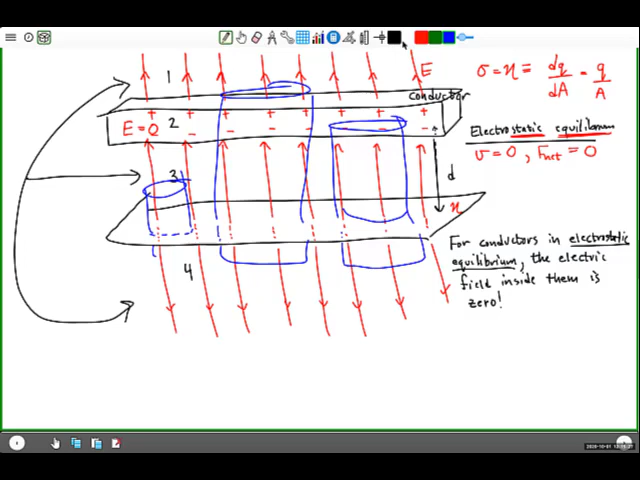 1
E
conductor
+ + + + + + + +
E=0 2 - - - - - - -
3
d
η
4
σ = η ≡ dq/dA = q/A
Electrostatic equilibrium
v=0, Fnet = 0
For conductors in electrostatic
equilibrium, the electric
field inside them is
zero!